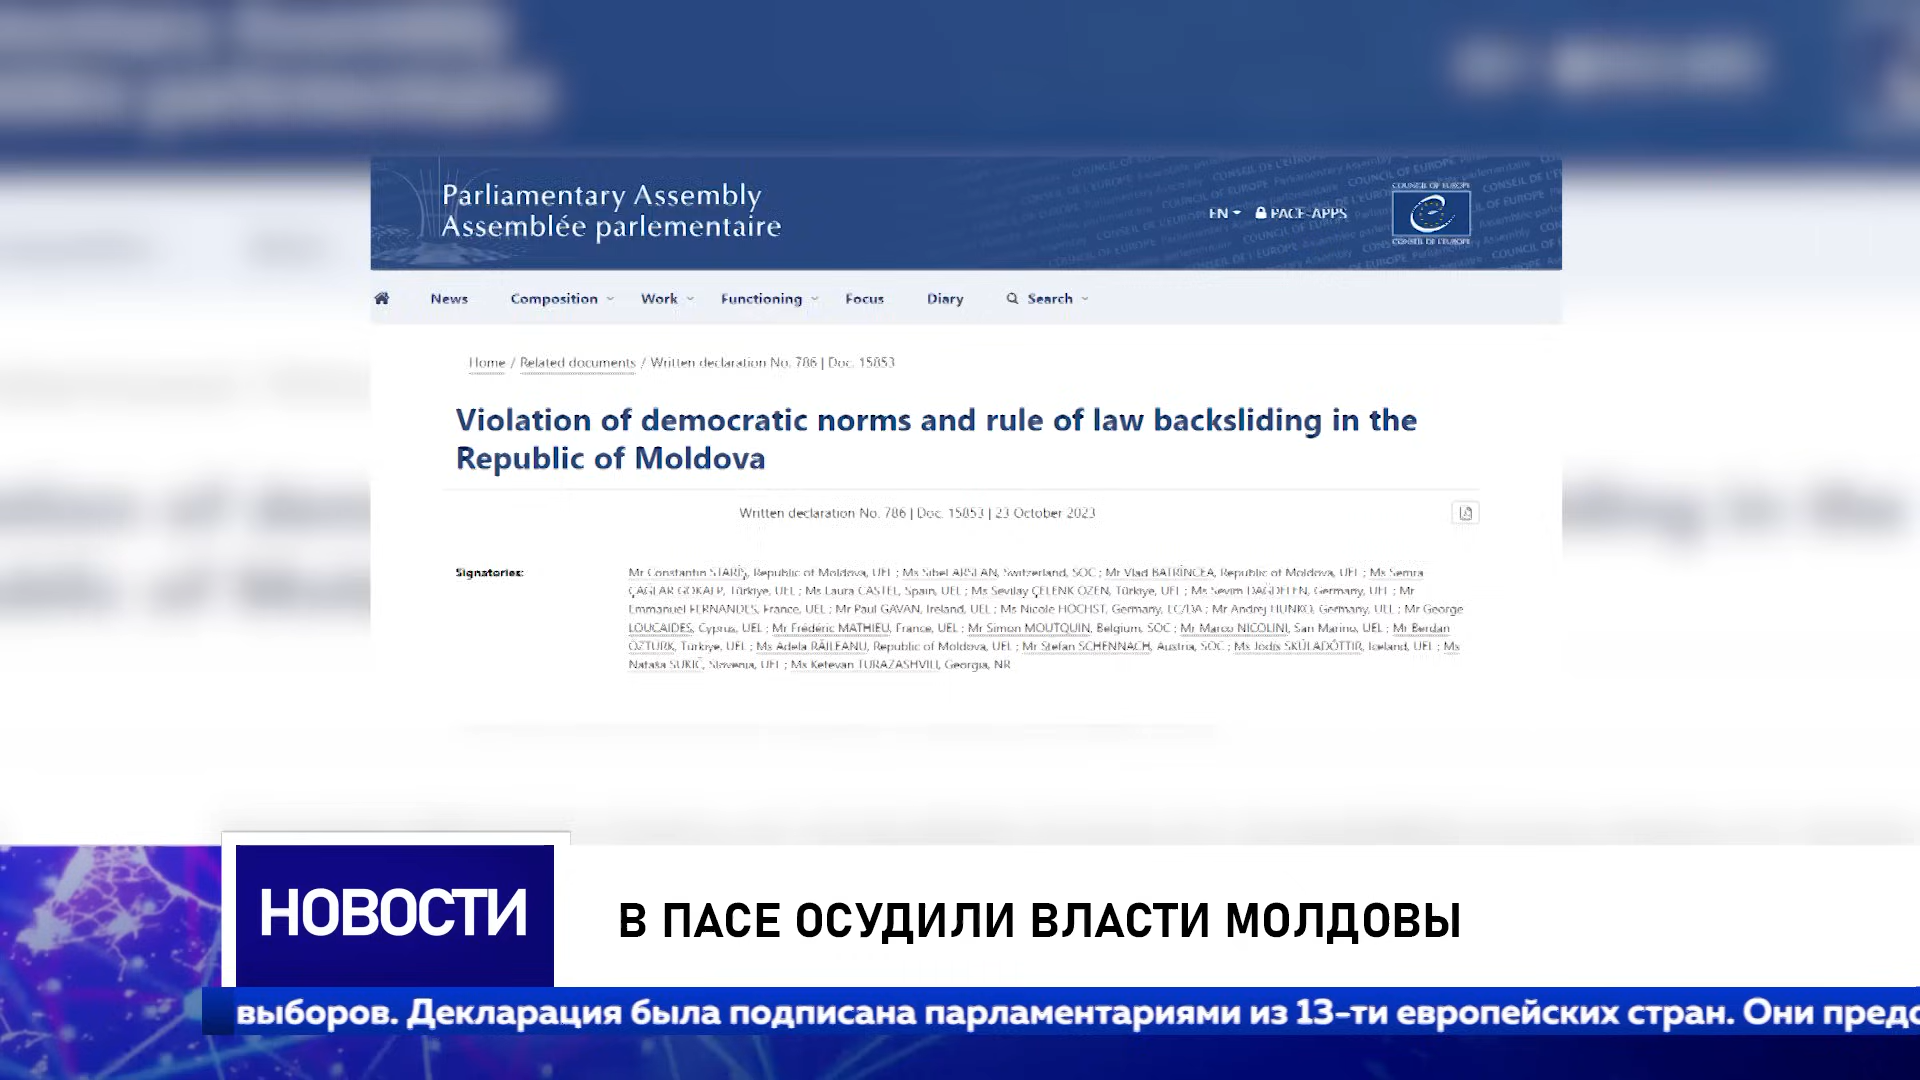 Parliamentary Assembly
Assemblée parlementaire
EN PACE-APPS
COUNCIL OF EUROPE
CONSEIL DE L'EUROPE
News Composition Work Functioning Focus Diary Search
Home / Related documents / Written declaration No. 786 | Doc. 15853
Violation of democratic norms and rule of law backsliding in the
Republic of Moldova
Written declaration No. 786 | Doc. 15853 | 23 October 2023
Signatories:
Mr Constantin STARÎŞ, Republic of Moldova, UEL ; Ms Sibel ARSLAN, Switzerland, SOC ; Mr Vlad BATRÎNCEA, Republic of Moldova, UEL ; Ms Semra
ÇAĞLAR GÖKALP, Türkiye, UEL ; Ms Laura CASTEL, Spain, UEL ; Ms Sevilay ÇELENK ÖZEN, Türkiye, UEL ; Ms Sevim DAĞDELEN, Germany, UEL ; Mr
Emmanuel FERNANDES, France, UEL ; Mr Paul GAVAN, Ireland, UEL ; Ms Nicole HÖCHST, Germany, EC/DA ; Mr Andrej HUNKO, Germany, UEL ; Mr George
LOUCAIDES, Cyprus, UEL ; Mr Frédéric MATHIEU, France, UEL ; Mr Simon MOUTQUIN, Belgium, SOC ; Mr Marco NICOLINI, San Marino, UEL ; Mr Berdan
ÖZTÜRK, Türkiye, UEL ; Ms Adela RĂILEANU, Republic of Moldova, UEL ; Mr Stefan SCHENNACH, Austria, SOC ; Ms Jódís SKÚLADÓTTIR, Iceland, UEL ; Ms
Nataša SUKIČ, Slovenia, UEL ; Ms Ketevan TURAZASHVILI, Georgia, NR
НОВОСТИ
В ПАСЕ ОСУДИЛИ ВЛАСТИ МОЛДОВЫ
выборов. Декларация была подписана парламентариями из 13-ти европейских стран. Они предс